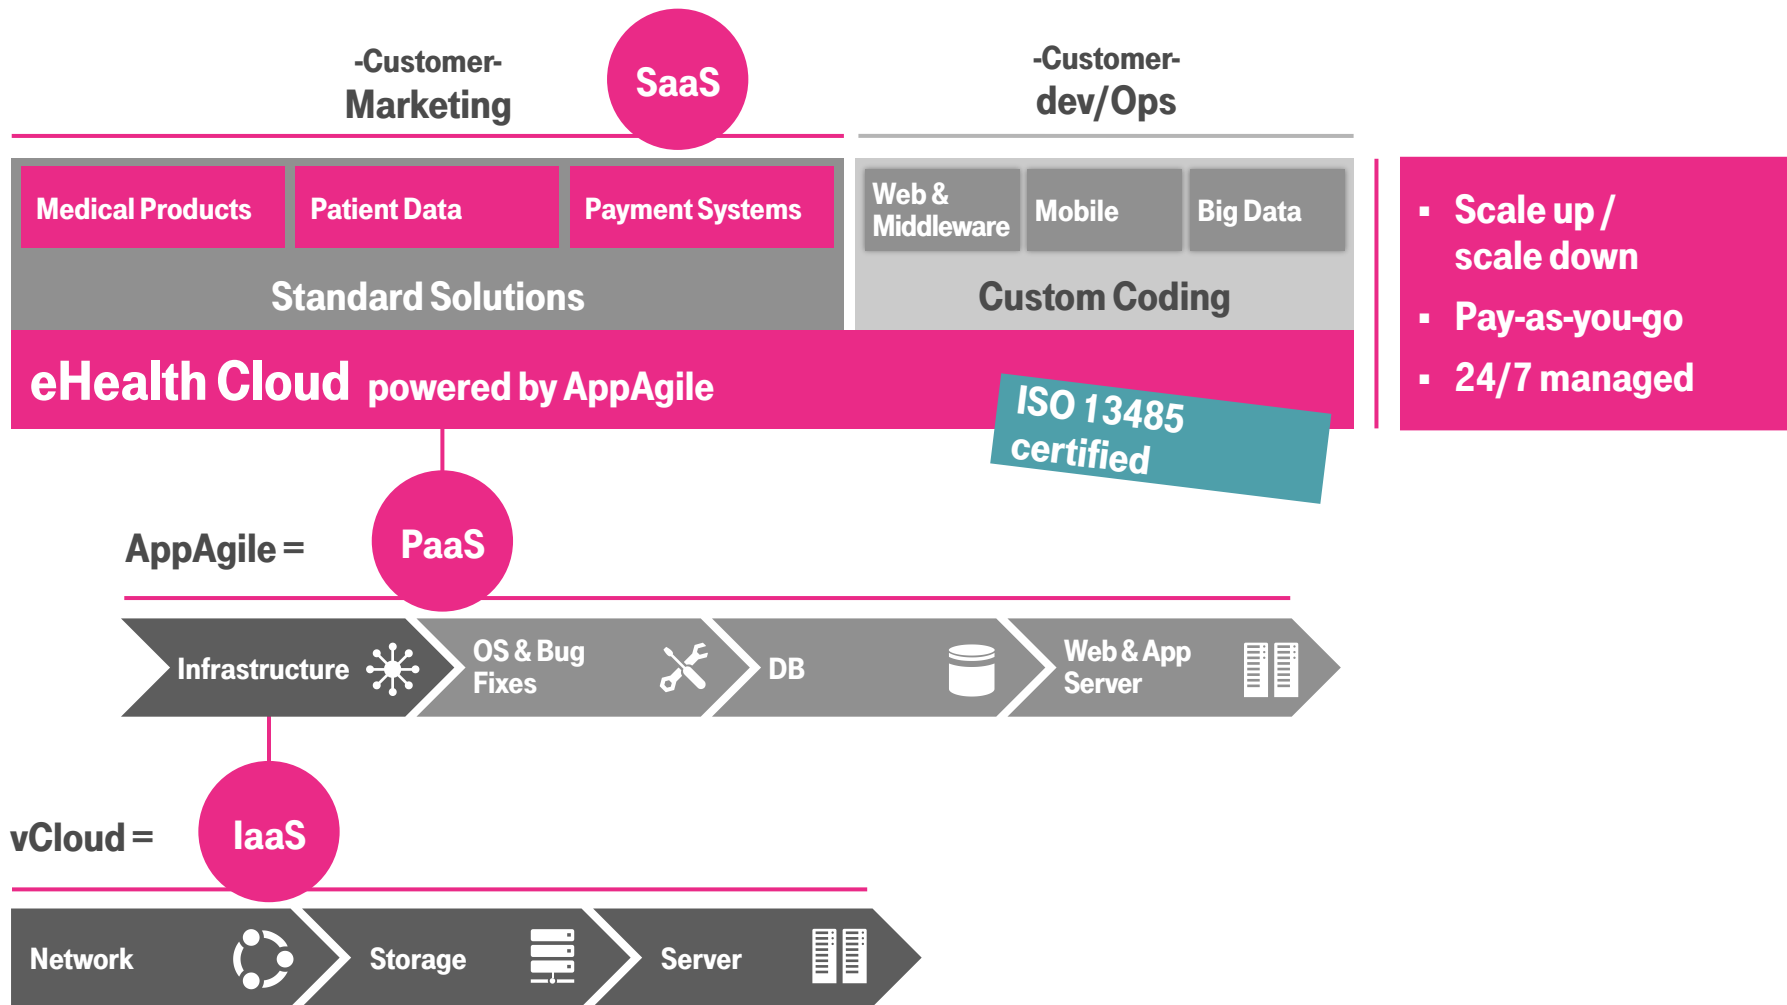 -Customer-
Marketing
SaaS
-Customer-
dev/Ops
Medical Products
Patient Data
Payment Systems
Standard Solutions
Web &
Middleware
Mobile
Big Data
Custom Coding
eHealth Cloud powered by AppAgile
ISO 13485
certified
▪ Scale up /
scale down
▪ Pay-as-you-go
▪ 24/7 managed
AppAgile =
PaaS
Infrastructure
OS & Bug
Fixes
DB
Web & App
Server
vCloud =
IaaS
Network
Storage
Server